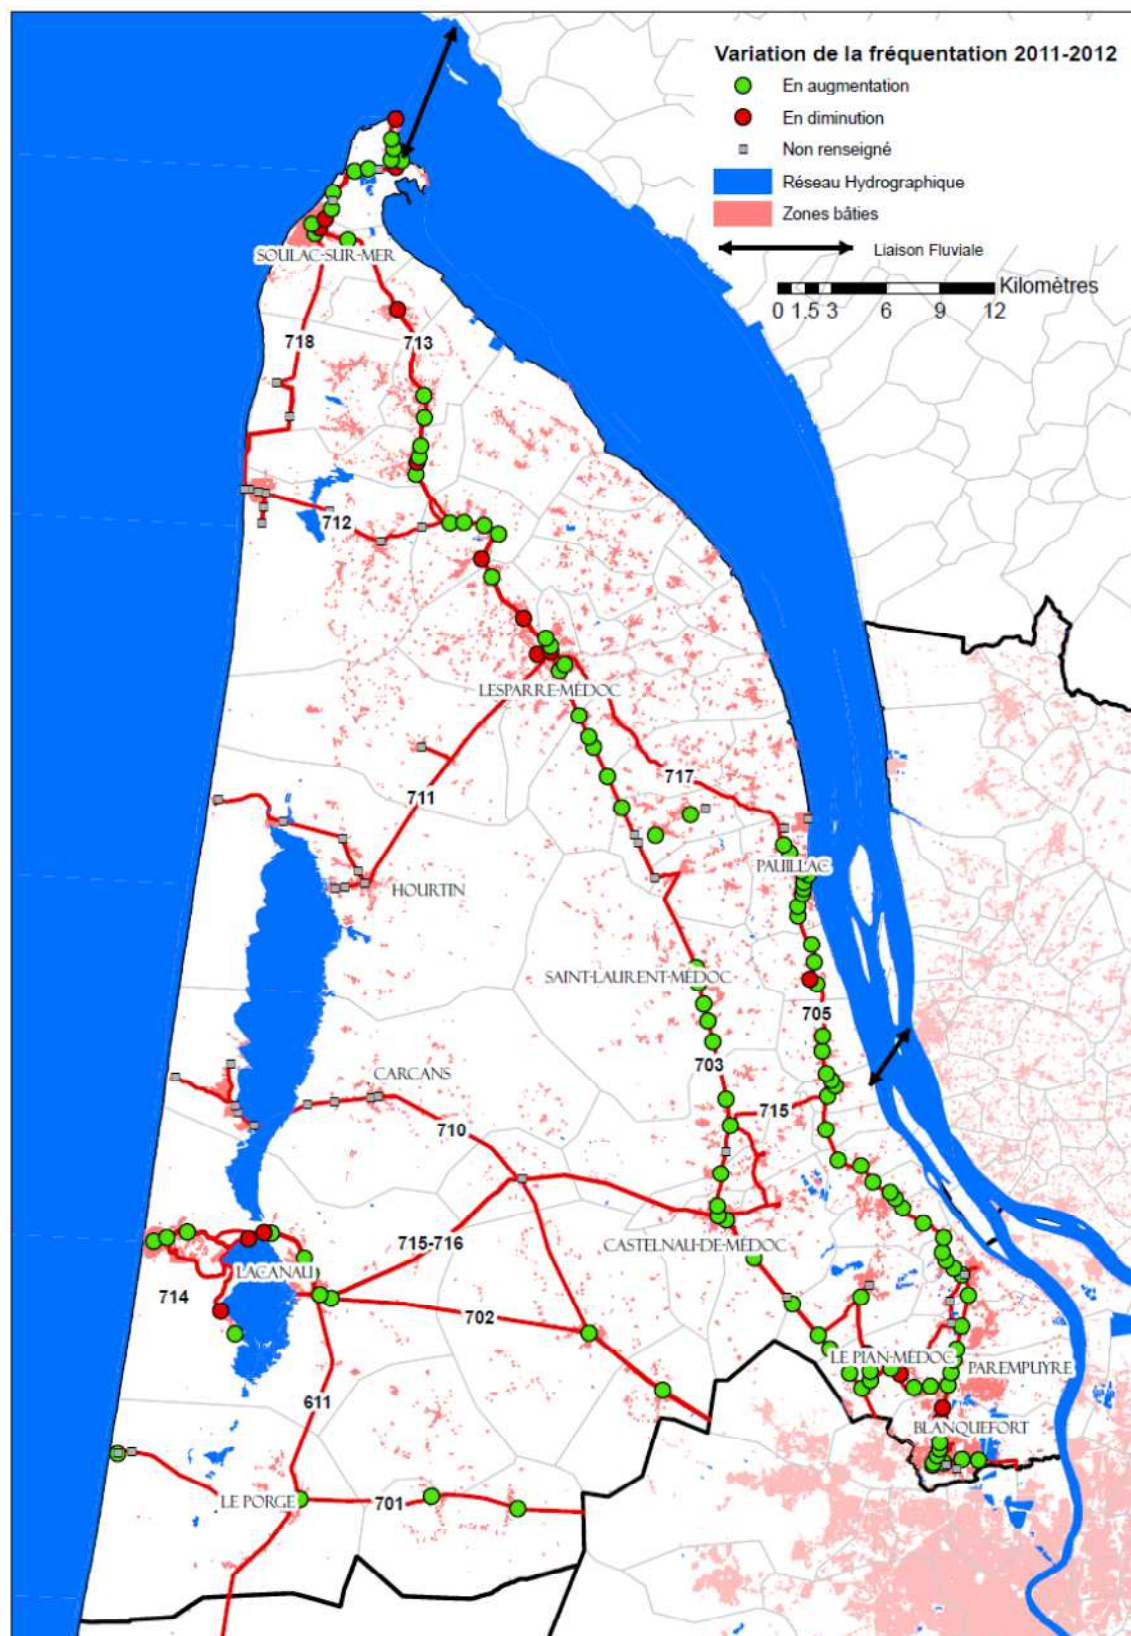 Variation de la fréquentation 2011-2012
En augmentation
En diminution
Non renseigné
Réseau Hydrographique
Zones bâties
Liaison Fluviale
Kilomètres
0 1.5 3 6 9 12
SOULAC-SUR-MER
718
713
712
LESPARRE-MÉDOC
717
711
PAUILLAC
HOURTIN
SAINT-LAURENT-MÉDOC
705
703
CARCANS
715
710
715-716
CASTELNAU-DE-MÉDOC
LACANAU
714
702
LE PIAN-MÉDOC
PAREMPUYRE
611
BLANQUEFORT
LE PORGE
701